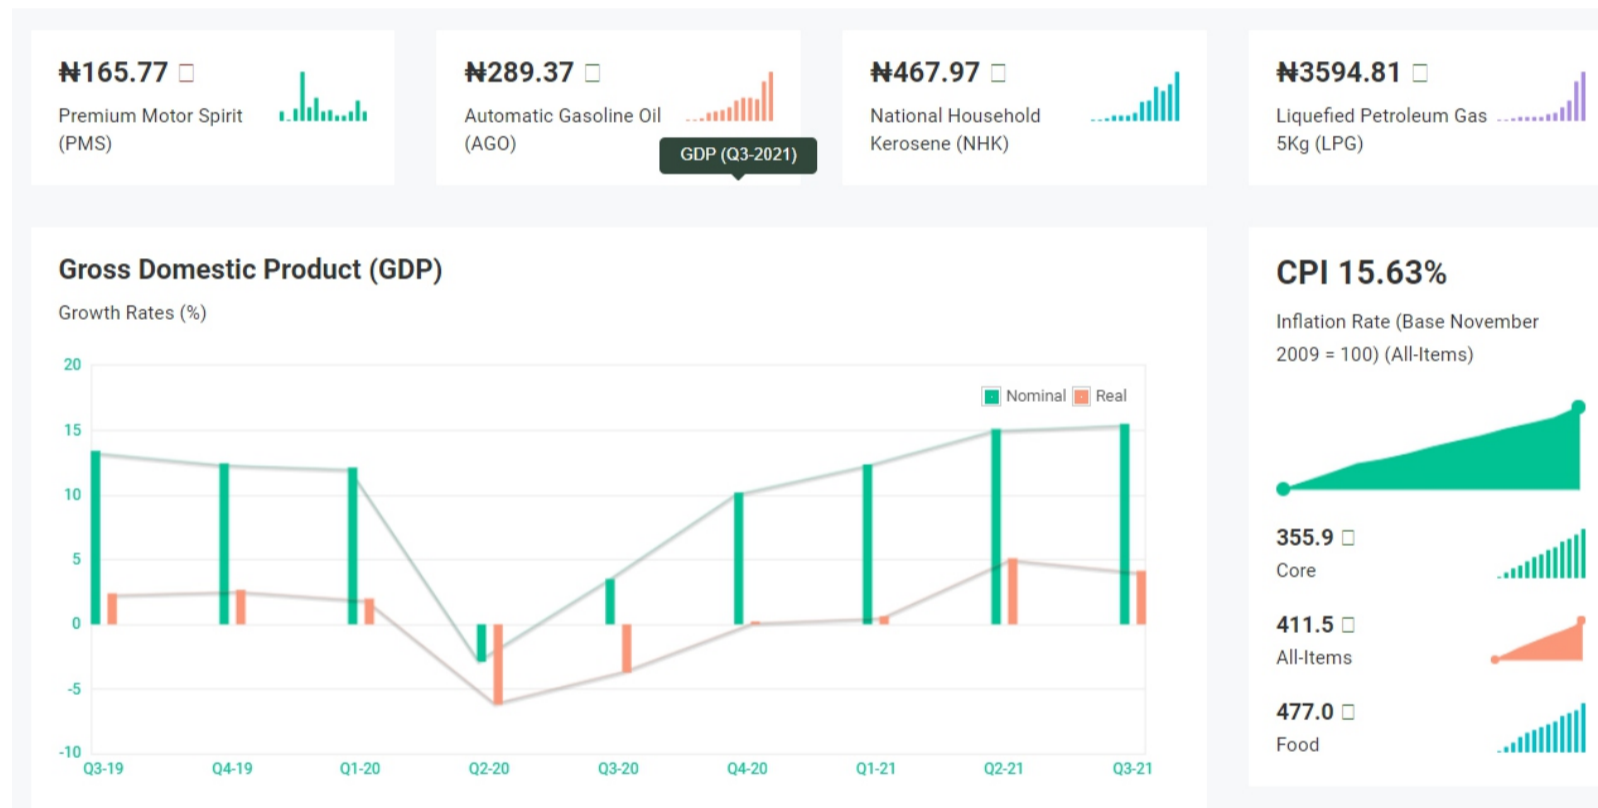 ₦165.77
Premium Motor Spirit
(PMS)
₦289.37
Automatic Gasoline Oil
(AGO)
₦467.97
National Household
Kerosene (NHK)
₦3594.81
Liquefied Petroleum Gas
5Kg (LPG)
GDP (Q3-2021)
Gross Domestic Product (GDP)
Growth Rates (%)
20
15
10
5
0
-5
-10
Nominal Real
Q3-19 Q4-19 Q1-20 Q2-20 Q3-20 Q4-20 Q1-21 Q2-21 Q3-21
CPI 15.63%
Inflation Rate (Base November
2009 = 100) (All-Items)
355.9
Core
411.5
All-Items
477.0
Food